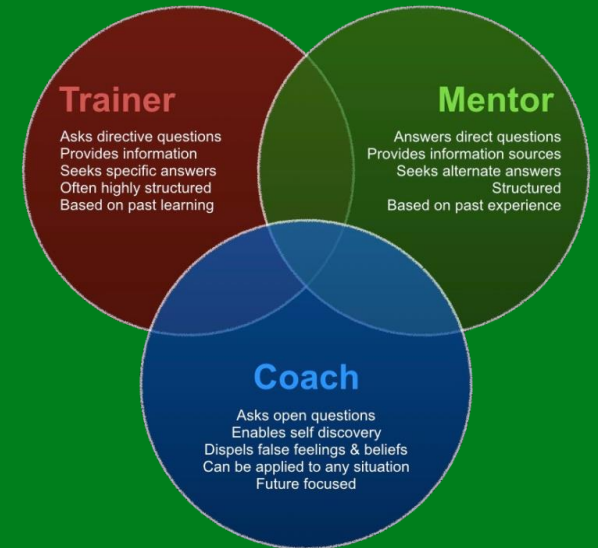 Trainer
Asks directive questions
Provides information
Seeks specific answers
Often highly structured
Based on past learning
Mentor
Answers direct questions
Provides information sources
Seeks alternate answers
Structured
Based on past experience
Coach
Asks open questions
Enables self discovery
Dispels false feelings & beliefs
Can be applied to any situation
Future focused